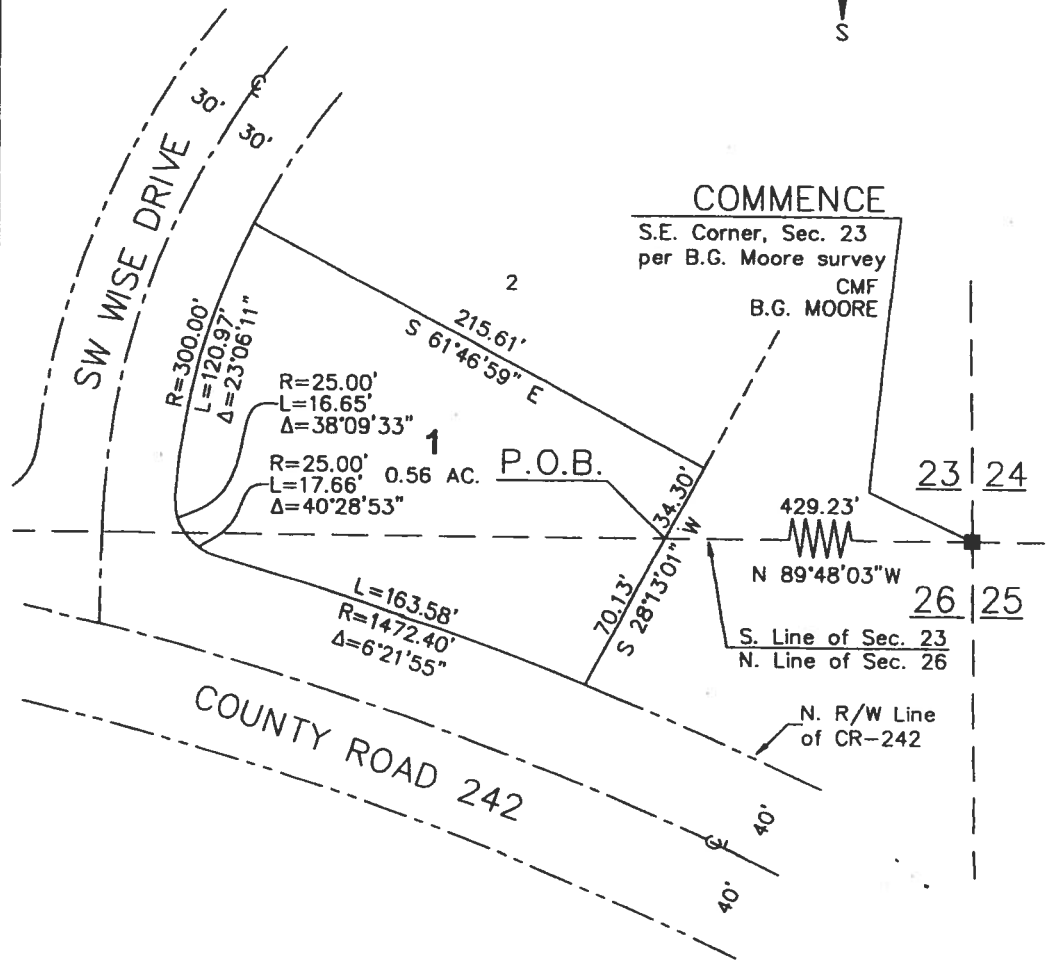 S
30'
℄
30'
SW WISE DRIVE
COMMENCE
S.E. Corner, Sec. 23
per B.G. Moore survey
CMF
B.G. MOORE
2
215.61'
S 61°46'59" E
R=300.00'
L=120.97'
Δ=23°06'11"
R=25.00'
L=16.65'
Δ=38°09'33"
1
0.56 AC.
P.O.B.
R=25.00'
L=17.66'
Δ=40°28'53"
34.30'
70.13'
S 28°13'01" W
429.23'
N 89°48'03"W
23 24
26 25
S. Line of Sec. 23
N. Line of Sec. 26
L=163.58'
R=1472.40'
Δ=6°21'55"
N. R/W Line
of CR-242
COUNTY ROAD 242
40'
℄
40'